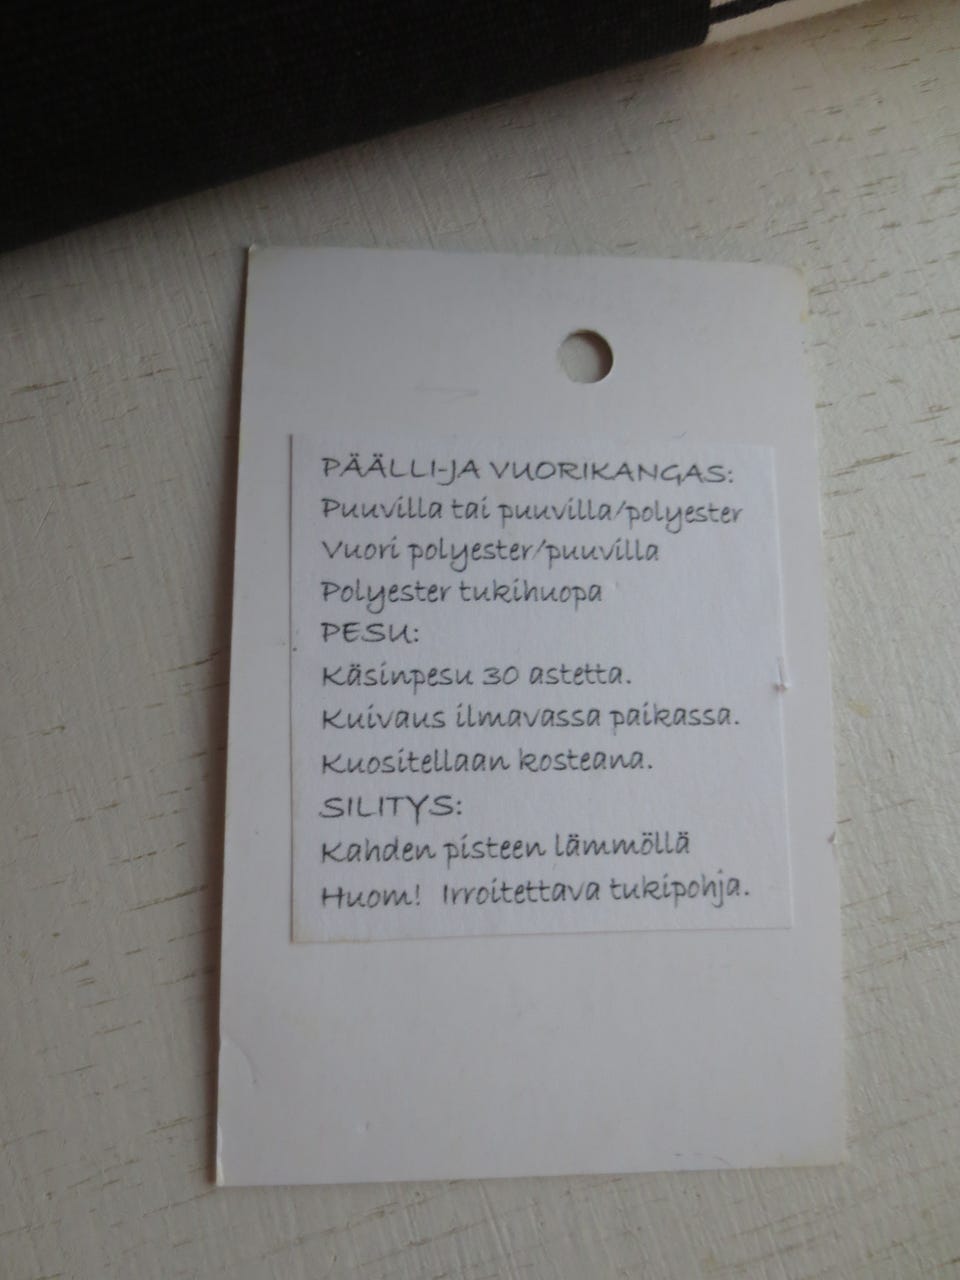 PÄÄLLI-JA VUORIKANGAS:
Puuvilla tai puuvilla/polyester
Vuori polyester/puuvilla
Polyester tukihuopa
PESU:
Käsinpesu 30 astetta.
Kuivaus ilmavassa paikassa.
Kuositellaan kosteana.
SILITYS:
Kahden pisteen lämmöllä
Huom! Irroitettava tukipohja.